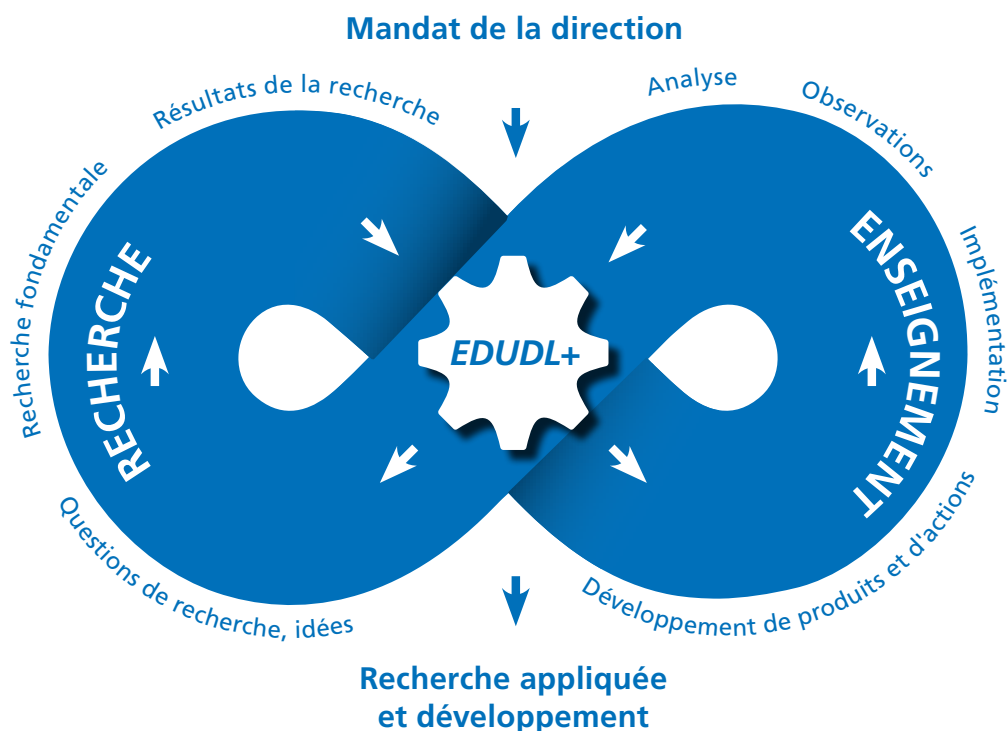 Mandat de la direction
Résultats de la recherche
Analyse
Observations
Recherche fondamentale
RECHERCHE
EDUDL+
ENSEIGNEMENT
Implémentation
Questions de recherche, idées
Développement de produits et d'actions
Recherche appliquée
et développement